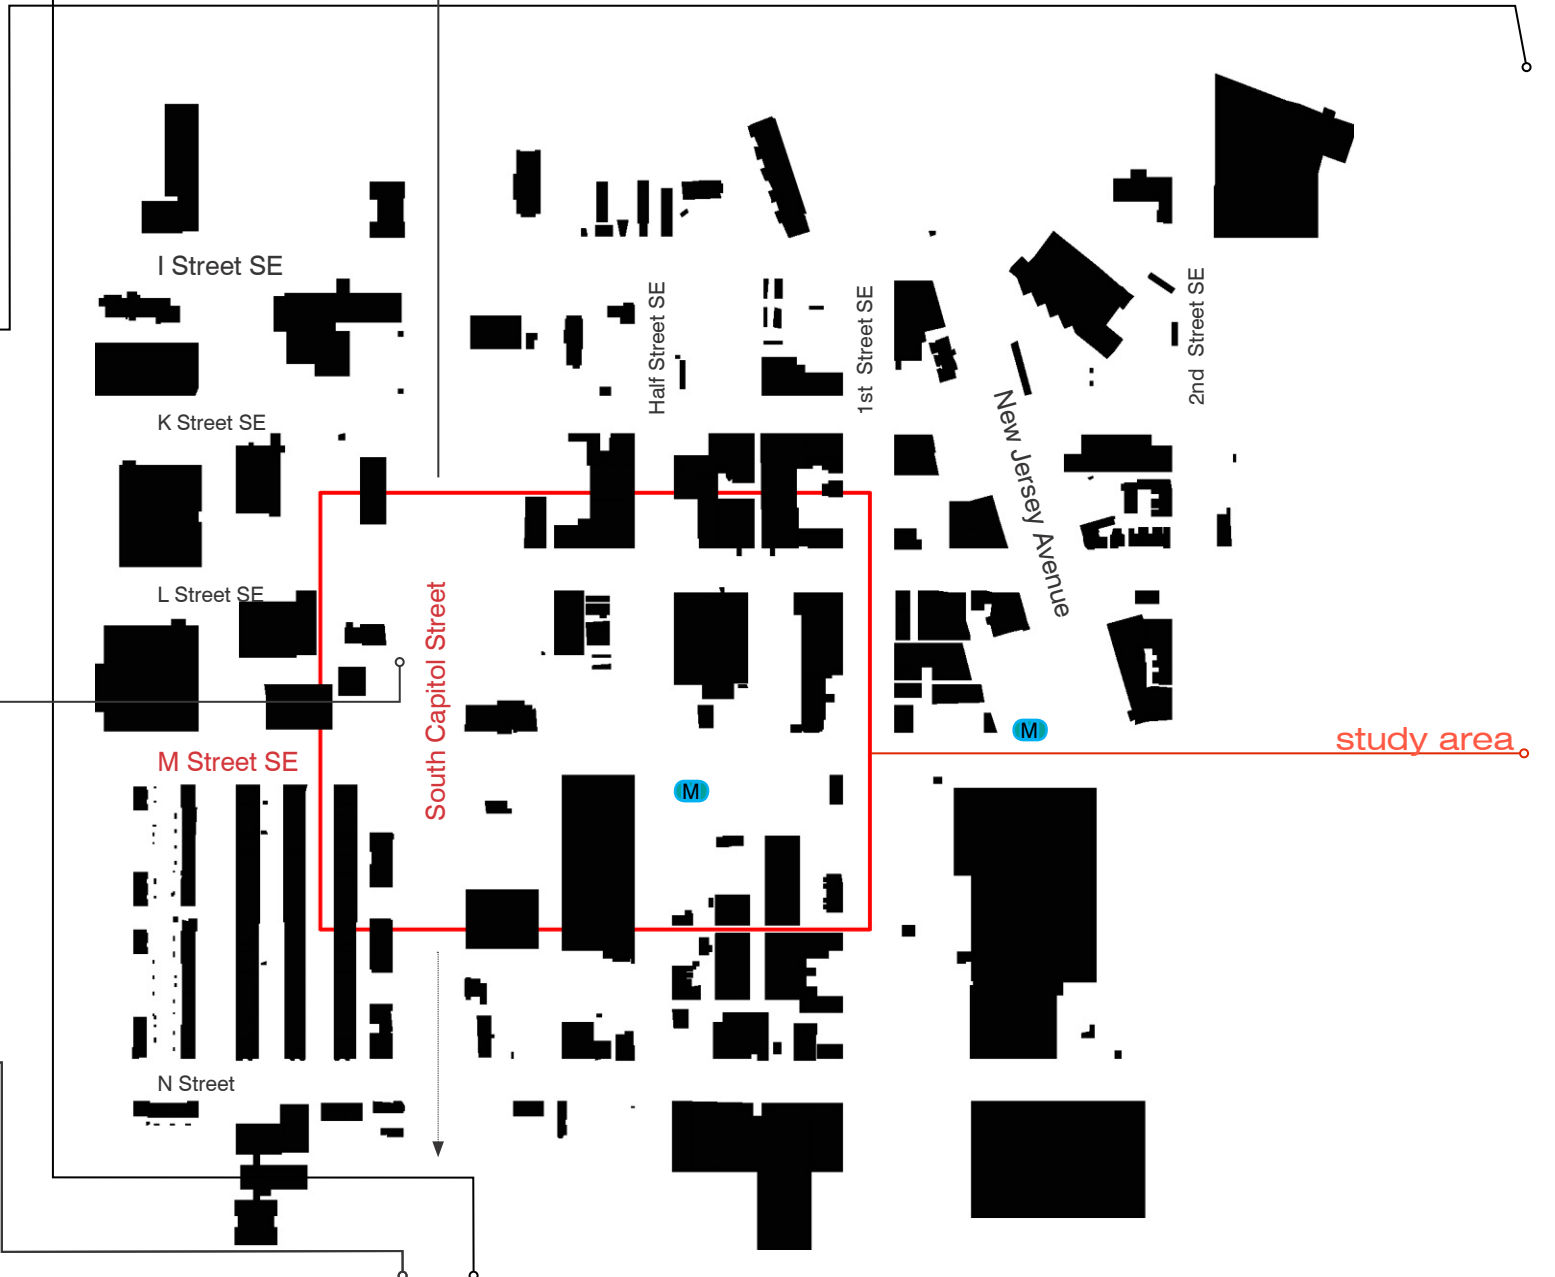 I Street SE
Half Street SE
1st Street SE
2nd Street SE
K Street SE
New Jersey Avenue
L Street SE
South Capitol Street
M
study area
M Street SE
M
N Street